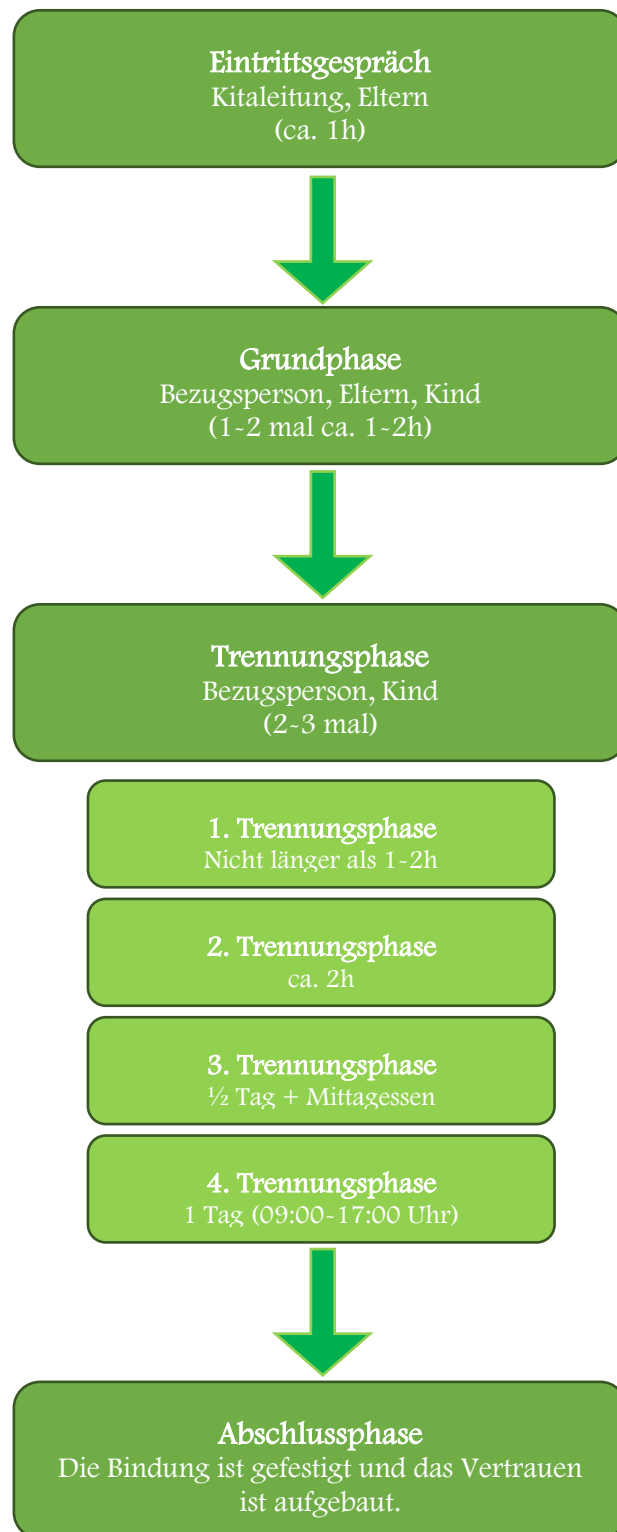 Eintrittsgespräch
Kitaleitung, Eltern
(ca. 1h)
Grundphase
Bezugsperson, Eltern, Kind
(1-2 mal ca. 1-2h)
Trennungsphase
Bezugsperson, Kind
(2-3 mal)
1. Trennungsphase
Nicht länger als 1-2h
2. Trennungsphase
ca. 2h
3. Trennungsphase
½ Tag + Mittagessen
4. Trennungsphase
1 Tag (09:00-17:00 Uhr)
Abschlussphase
Die Bindung ist gefestigt und das Vertrauen
ist aufgebaut.